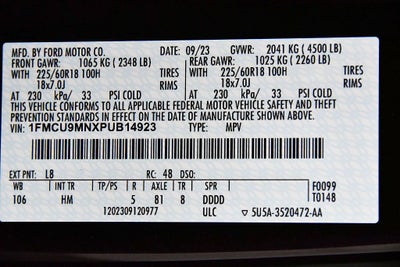 MFD. BY FORD MOTOR CO. 09/23 GVWR: 2041 KG (4500 LB)
FRONT GAWR: 1065 KG (2348 LB) REAR GAWR: 1025 KG (2260 LB)
WITH 225/60R18 100H TIRES WITH 225/60R18 100H TIRES
18x7.0J RIMS 18x7.0J RIMS
AT 230 kPa/ 33 PSI COLD AT 230 kPa/ 33 PSI COLD
THIS VEHICLE CONFORMS TO ALL APPLICABLE FEDERAL MOTOR VEHICLE SAFETY AND THEFT
PREVENTION STANDARDS IN EFFECT ON THE DATE OF MANUFACTURE SHOWN ABOVE.
VIN: 1FMCU9MNXPUB14923 TYPE: MPV
EXT PNT: L8 RC: 48 DSO:
WB INT TR TP/PS R AXLE TR SPR F0099
106 HM 5 81 8 DDDD T0148
1202309120977 ULC 5U5A-3520472-AA